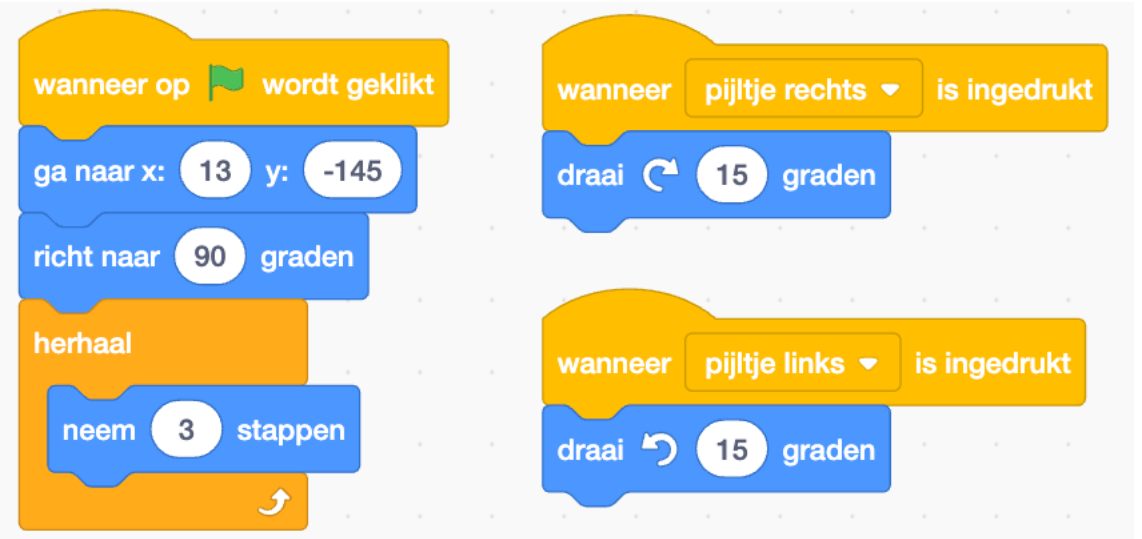 wanneer op wordt geklikt
ga naar x: 13 y: -145
richt naar 90 graden
herhaal
neem 3 stappen
wanneer pijltje rechts is ingedrukt
draai 15 graden
wanneer pijltje links is ingedrukt
draai 15 graden